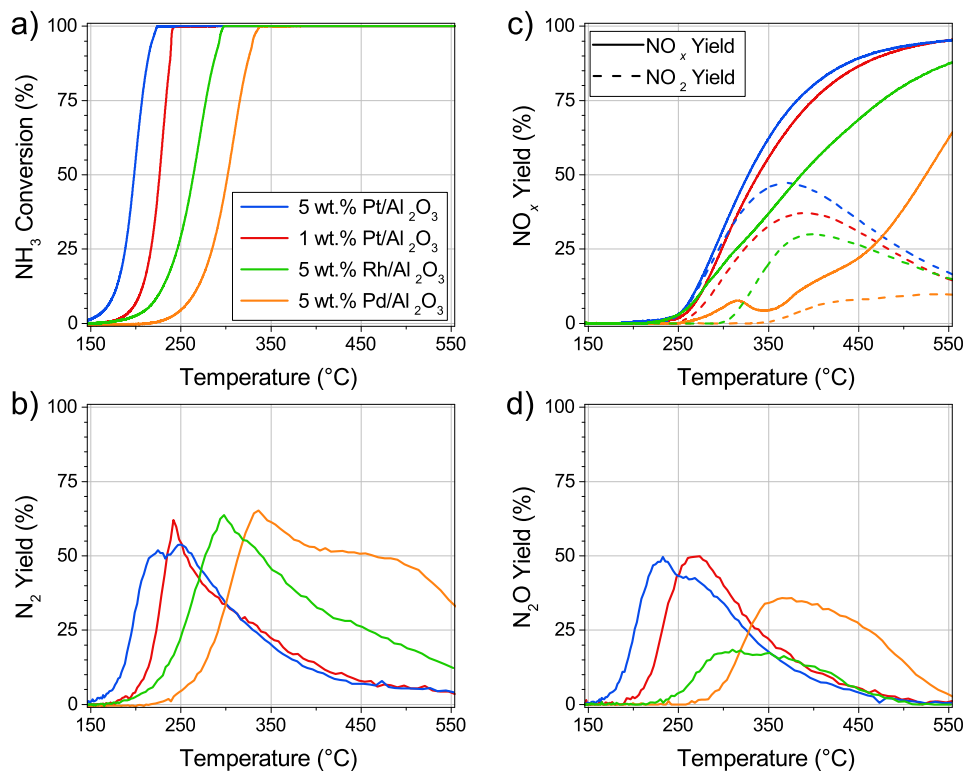 a)
NH3 Conversion (%)
100
75
50
25
0
150 250 350 450 550
Temperature (°C)
5 wt.% Pt/Al2O3
1 wt.% Pt/Al2O3
5 wt.% Rh/Al2O3
5 wt.% Pd/Al2O3
c)
NOx Yield (%)
100
75
50
25
0
150 250 350 450 550
Temperature (°C)
NOx Yield
NO2 Yield
b)
N2 Yield (%)
100
75
50
25
0
150 250 350 450 550
Temperature (°C)
d)
N2O Yield (%)
100
75
50
25
0
150 250 350 450 550
Temperature (°C)